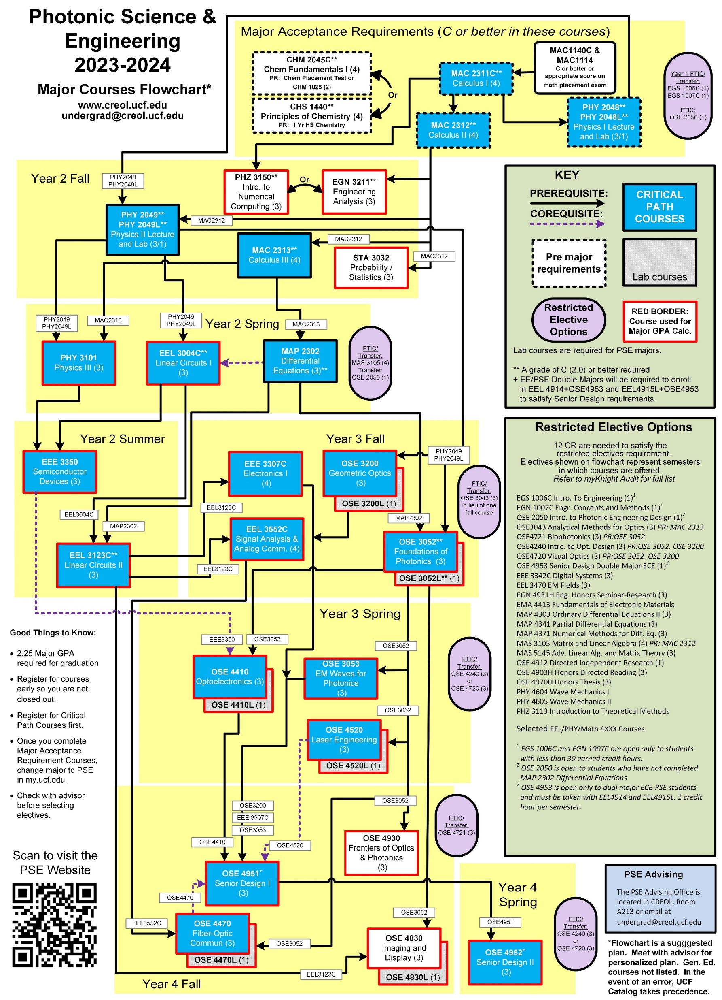 Photonic Science &
Engineering
2023-2024
Major Courses Flowchart*
www.creol.ucf.edu
undergrad@creol.ucf.edu
Major Acceptance Requirements (C or better in these courses)
CHM 2045C**
Chem Fundamentals I (4)
PR:  Chem Placement Test or
CHM 1025 (2)
Or
CHS 1440**
Principles of Chemistry (4)
PR:  1 Yr HS Chemistry
MAC 2311C**
Calculus I (4)
MAC1140C &
MAC1114
C or better or
appropriate score on
math placement exam
MAC 2312**
Calculus II (4)
PHY 2048**
PHY 2048L**
Physics I Lecture
and Lab (3/1)
Year 1 FTIC/
Transfer:
EGS 1006C (1)
EGS 1007C (1)
FTIC:
OSE 2050 (1)
Year 2 Fall
PHY2048
PHY2048L
PHZ 3150**
Intro. to
Numerical
Computing (3)
Or
EGN 3211**
Engineering
Analysis (3)
PHY 2049**
PHY 2049L**
Physics II Lecture
and Lab (3/1)
MAC2312
MAC 2313**
Calculus III (4)
MAC2312
STA 3032
Probability /
Statistics (3)
MAC2312
KEY
PREREQUISITE:
COREQUISITE:
CRITICAL
PATH
COURSES
Pre major
requirements
Lab courses
Restricted
Elective
Options
RED BORDER:
Course used for
Major GPA Calc.
Lab courses are required for PSE majors.
** A grade of C (2.0) or better required
+ EE/PSE Double Majors will be required to enroll
in EEL 4914+OSE4953 and EEL4915L+OSE4953
to satisfy Senior Design requirements.
Year 2 Spring
PHY2049
PHY2049L
MAC2313
PHY2049
PHY2049L
MAC2313
PHY 3101
Physics III (3)
EEL 3004C**
Linear Circuits I
(3)
MAP 2302
Differential
Equations (3)**
FTIC/
Transfer:
MAS 3105 (4)
Transfer:
OSE 2050 (1)
Year 2 Summer
EEE 3350
Semiconductor
Devices (3)
EEL3004C
MAP2302
EEL 3123C**
Linear Circuits II
(3)
Year 3 Fall
EEE 3307C
Electronics I
(4)
OSE 3200
Geometric Optics
(3)
OSE 3200L (1)
PHY2049
PHY2049L
EEL3123C
EEL 3552C
Signal Analysis &
Analog Comm. (4)
EEL3123C
MAP2302
OSE 3052**
Foundations of
Photonics  (3)
OSE 3052L** (1)
FTIC/
Transfer:
OSE 3043 (3)
in lieu of one
fall course
Restricted Elective Options
12 CR are needed to satisfy the
restricted electives requirement.
Electives shown on flowchart represent semesters
in which courses are offered.
Refer to myKnight Audit for full list
EGS 1006C Intro. To Engineering (1)1
EGN 1007C Engr. Concepts and Methods (1)1
OSE 2050 Intro. to Photonic Engineering Design (1)2
OSE3043 Analytical Methods for Optics (3) PR: MAC 2313
OSE4721 Biophotonics (3) PR:OSE 3052
OSE4240 Intro. to Opt. Design (3) PR:OSE 3052, OSE 3200
OSE4720 Visual Optics (3) PR:OSE 3052, OSE 3200
OSE 4953 Senior Design Double Major ECE (1)3
EEE 3342C Digital Systems (3)
EEL 3470 EM Fields (3)
EGN 4931H Eng. Honors Seminar-Research (3)
EMA 4413 Fundamentals of Electronic Materials
MAP 4303 Ordinary Differential Equations II (3)
MAP 4341 Partial Differential Equations (3)
MAP 4371 Numerical Methods for Diff. Eq. (3)
MAS 3105 Matrix and Linear Algebra (4) PR: MAC 2312
MAS 5145 Adv. Linear Alg. and Matrix Theory (3)
OSE 4912 Directed Independent Research (1)
OSE 4903H Honors Directed Reading (3)
OSE 4970H Honors Thesis (3)
PHY 4604 Wave Mechanics I
PHY 4605 Wave Mechanics II
PHZ 3113 Introduction to Theoretical Methods
Selected EEL/PHY/Math 4XXX Courses
1 EGS 1006C and EGN 1007C are open only to students
with less than 30 earned credit hours.
2 OSE 2050 is open to students who have not completed
MAP 2302 Differential Equations
2 OSE 4953 is open only to dual major ECE-PSE students
and must be taken with EEL4914 and EEL4915L. 1 credit
hour per semester.
Year 3 Spring
EEE3350
OSE3052
OSE 4410
Optoelectronics (3)
OSE 4410L (1)
OSE3052
OSE 3053
EM Waves for
Photonics
(3)
OSE3052
OSE 4520
Laser Engineering
(3)
OSE 4520L (1)
FTIC/
Transfer:
OSE 4240 (3)
or
OSE 4720 (3)
Good Things to Know:
• 2.25 Major GPA
required for graduation
• Register for courses
early so you are not
closed out.
• Register for Critical
Path Courses first.
• Once you complete
Major Acceptance
Requirement Courses,
change major to PSE
in my.ucf.edu.
• Check with advisor
before selecting
electives.
Scan to visit the
PSE Website
OSE3200
EEE 3307C
OSE3053
OSE4410
OSE4520
OSE3052
OSE 4930
Frontiers of Optics
& Photonics
(3)
FTIC/
Transfer:
OSE 4721 (3)
OSE 4951+
Senior Design I
(3)
OSE4470
EEL3552C
OSE 4470
Fiber-Optic
Commun (3)
OSE 4470L (1)
OSE3052
OSE3052
OSE 4830
Imaging and
Display (3)
OSE 4830L (1)
EEL3123C
Year 4 Fall
Year 4
Spring
OSE4951
OSE 4952+
Senior Design II
(3)
FTIC/
Transfer:
OSE 4240 (3)
or
OSE 4720 (3)
PSE Advising
The PSE Advising Office is
located in CREOL, Room
A213 or email at
undergrad@creol.ucf.edu
*Flowchart is a sugggested
plan.  Meet with advisor for
personalized plan.  Gen. Ed.
courses not listed.  In the
event of an error, UCF
Catalog takes precedence.